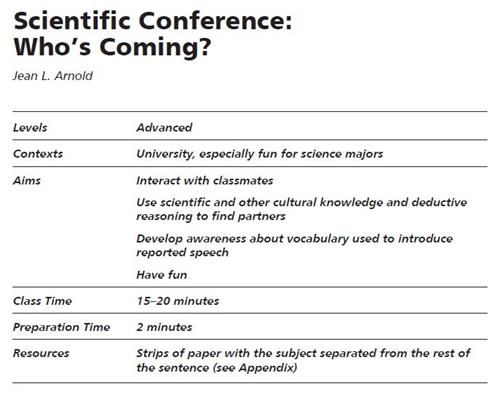 Scientific Conference:
Who's Coming?
Jean L. Arnold
Levels Advanced
Contexts University, especially fun for science majors
Aims Interact with classmates
Use scientific and other cultural knowledge and deductive
reasoning to find partners
Develop awareness about vocabulary used to introduce
reported speech
Have fun
Class Time 15–20 minutes
Preparation Time 2 minutes
Resources Strips of paper with the subject separated from the rest of
the sentence (see Appendix)